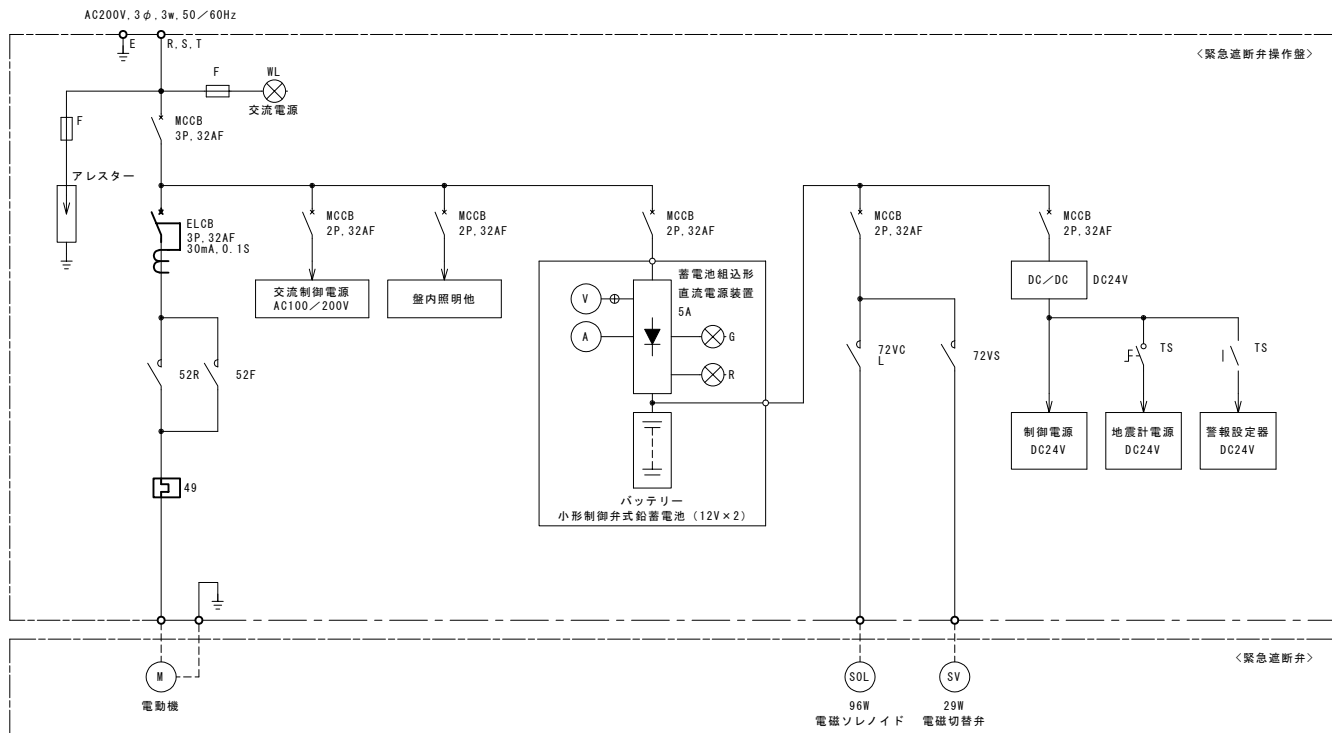 AC200V,3φ,3w,50／60Hz
E
R,S,T
＜緊急遮断弁操作盤＞
F
WL
交流電源
F
MCCB
3P,32AF
アレスター
ELCB
3P,32AF
30mA,0.1S
MCCB
2P,32AF
MCCB
2P,32AF
MCCB
2P,32AF
MCCB
2P,32AF
MCCB
2P,32AF
交流制御電源
AC100／200V
盤内照明他
蓄電池組込形
直流電源装置
5A
V
A
G
R
DC／DC
DC24V
52R
52F
72VC
L
72VS
TS
TS
制御電源
DC24V
地震計電源
DC24V
警報設定器
DC24V
49
バッテリー
小形制御弁式鉛蓄電池（12V×2）
＜緊急遮断弁＞
M
電動機
SOL
96W
電磁ソレノイド
SV
29W
電磁切替弁